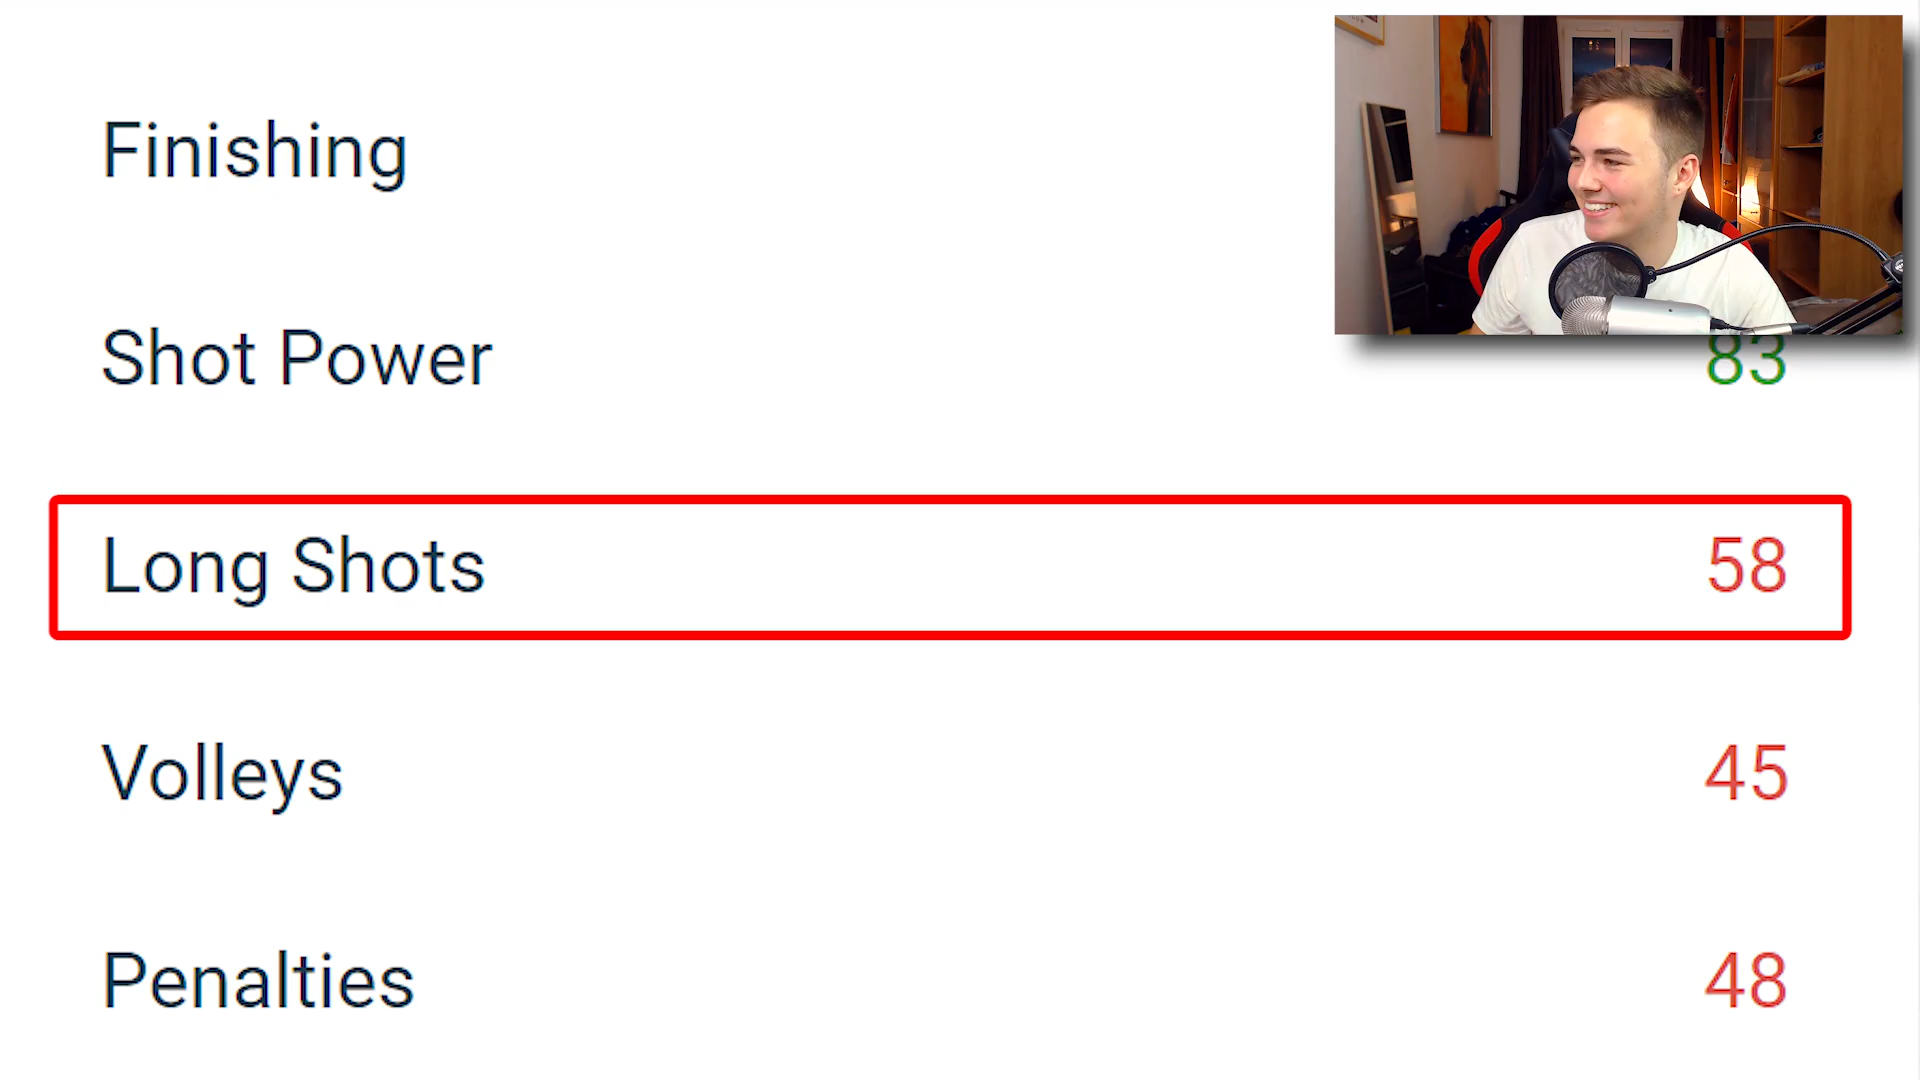 Finishing
Shot Power 83
Long Shots 58
Volleys 45
Penalties 48